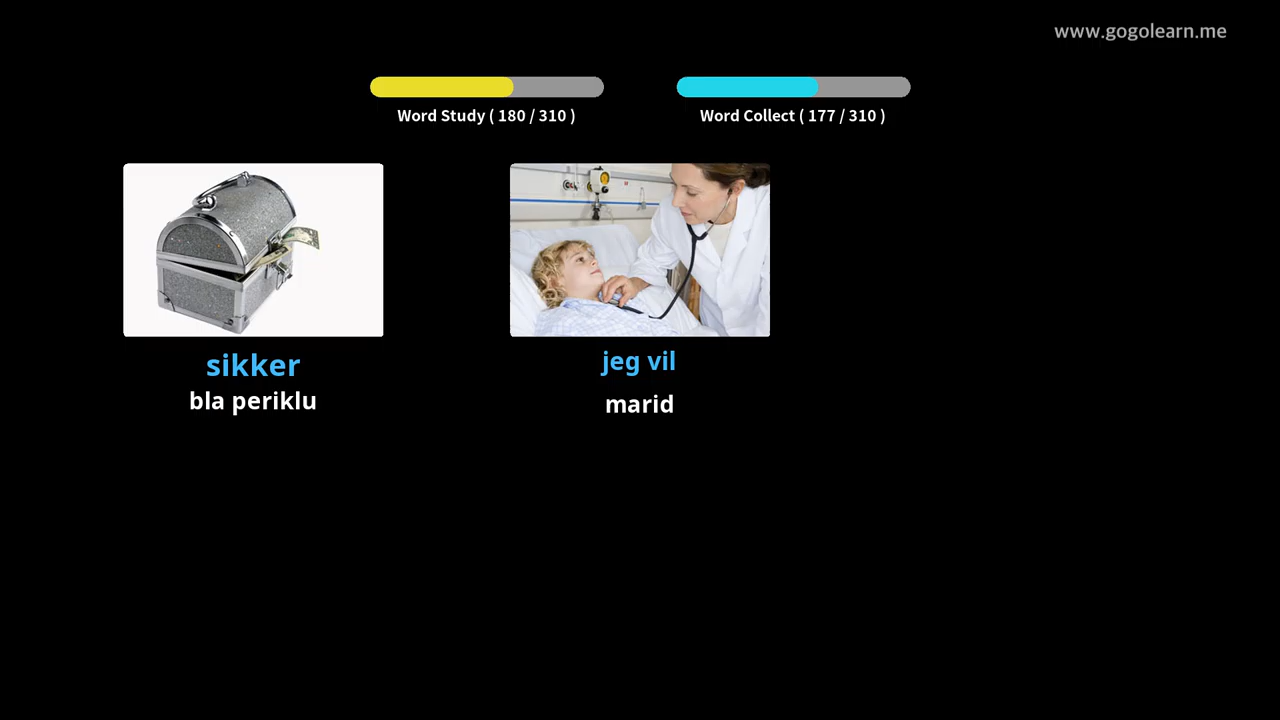 www.gogolearn.me
Word Study ( 180 / 310 )
Word Collect ( 177 / 310 )
sikker
bla periklu
jeg vil
marid